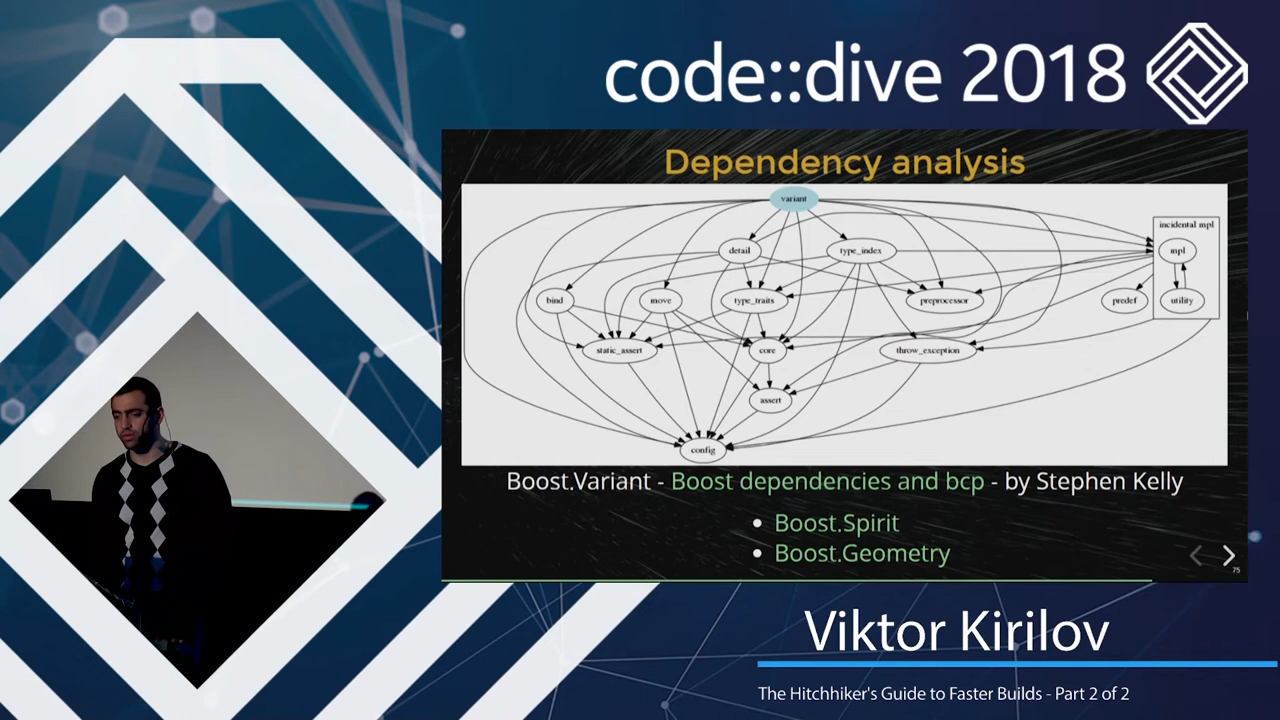 code::dive 2018
Dependency analysis
variant
incidental mpl
detail
type_index
mpl
bind
move
type_traits
preprocessor
predef
utility
static_assert
core
throw_exception
assert
config
Boost.Variant - Boost dependencies and bcp - by Stephen Kelly
• Boost.Spirit
• Boost.Geometry
75
Viktor Kirilov
The Hitchhiker's Guide to Faster Builds - Part 2 of 2